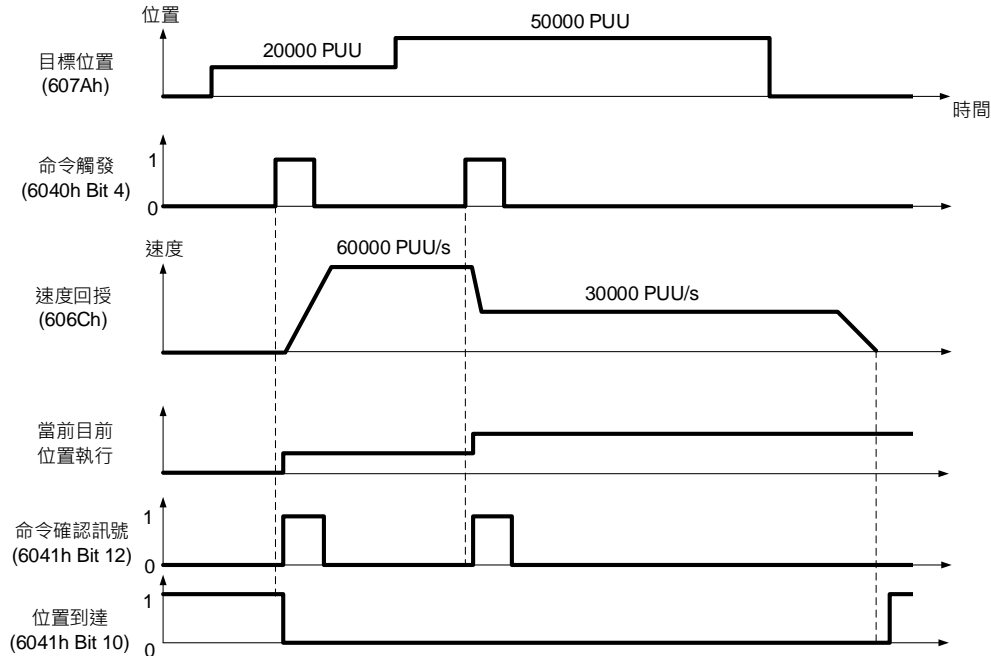 位置
50000 PUU
20000 PUU
目標位置
(607Ah)
時間
命令觸發
(6040h Bit 4)
1
0
速度
60000 PUU/s
30000 PUU/s
速度回授
(606Ch)
當前目前
位置執行
命令確認訊號
(6041h Bit 12)
1
0
位置到達
(6041h Bit 10)
1
0